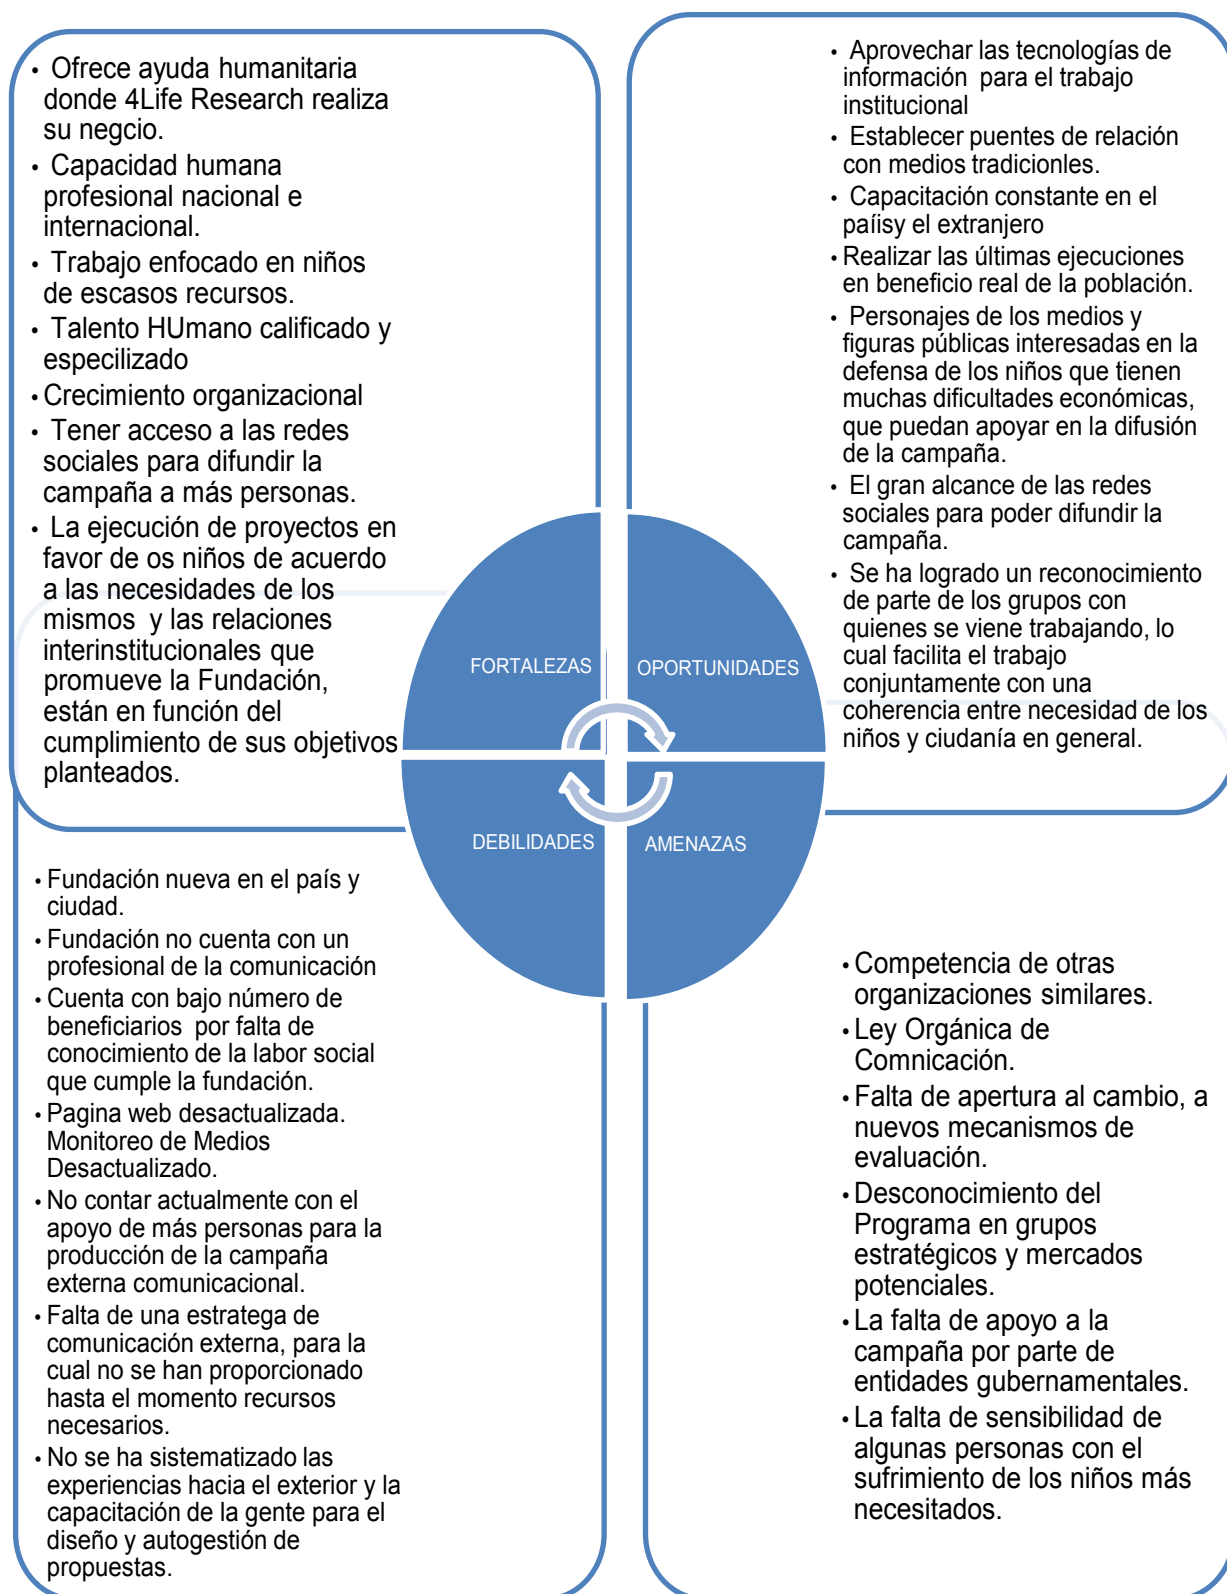 • Ofrece ayuda humanitaria
donde 4Life Research realiza
su negcio.
• Capacidad humana
profesional nacional e
internacional.
• Trabajo enfocado en niños
de escasos recursos.
• Talento HUmano calificado y
especilizado
• Crecimiento organizacional
• Tener acceso a las redes
sociales para difundir la
campaña a más personas.
• La ejecución de proyectos en
favor de os niños de acuerdo
a las necesidades de los
mismos y las relaciones
interinstitucionales que
promueve la Fundación,
están en función del
cumplimiento de sus objetivos
planteados.
• Aprovechar las tecnologías de
información para el trabajo
institucional
• Establecer puentes de relación
con medios tradicionles.
• Capacitación constante en el
paíisy el extranjero
• Realizar las últimas ejecuciones
en beneficio real de la población.
• Personajes de los medios y
figuras públicas interesadas en la
defensa de los niños que tienen
muchas dificultades económicas,
que puedan apoyar en la difusión
de la campaña.
• El gran alcance de las redes
sociales para poder difundir la
campaña.
• Se ha logrado un reconocimiento
de parte de los grupos con
quienes se viene trabajando, lo
cual facilita el trabajo
conjuntamente con una
coherencia entre necesidad de los
niños y ciudanía en general.
FORTALEZAS
OPORTUNIDADES
DEBILIDADES
AMENAZAS
• Fundación nueva en el país y
ciudad.
• Fundación no cuenta con un
profesional de la comunicación
• Cuenta con bajo número de
beneficiarios por falta de
conocimiento de la labor social
que cumple la fundación.
• Pagina web desactualizada.
Monitoreo de Medios
Desactualizado.
• No contar actualmente con el
apoyo de más personas para la
producción de la campaña
externa comunicacional.
• Falta de una estratega de
comunicación externa, para la
cual no se han proporcionado
hasta el momento recursos
necesarios.
• No se ha sistematizado las
experiencias hacia el exterior y la
capacitación de la gente para el
diseño y autogestión de
propuestas.
• Competencia de otras
organizaciones similares.
• Ley Orgánica de
Comnicación.
• Falta de apertura al cambio, a
nuevos mecanismos de
evaluación.
• Desconocimiento del
Programa en grupos
estratégicos y mercados
potenciales.
• La falta de apoyo a la
campaña por parte de
entidades gubernamentales.
• La falta de sensibilidad de
algunas personas con el
sufrimiento de los niños más
necesitados.